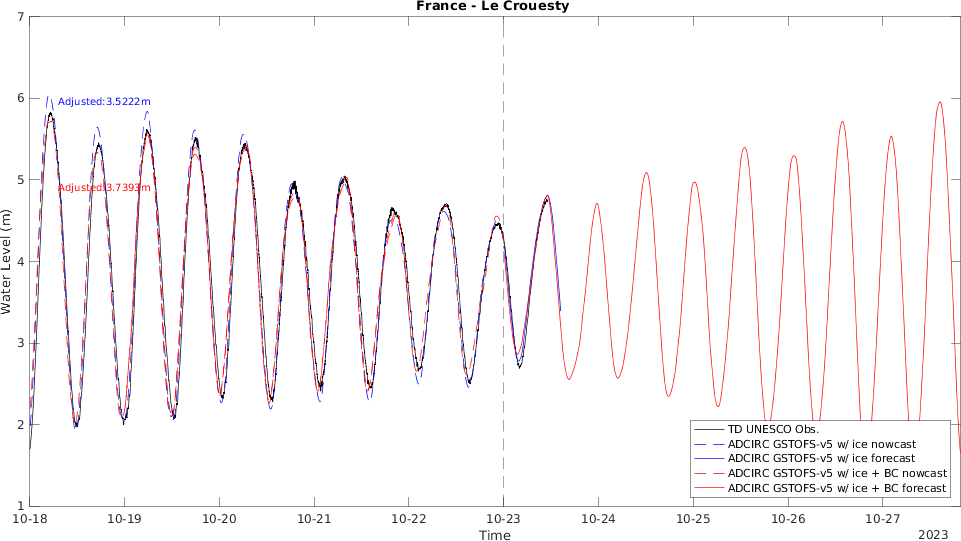 France - Le Crouesty
7
6
5
4
3
2
1
Water Level (m)
Adjusted:3.5222m
Adjusted:3.7393m
TD UNESCO Obs.
ADCIRC GSTOFS-v5 w/ ice nowcast
ADCIRC GSTOFS-v5 w/ ice forecast
ADCIRC GSTOFS-v5 w/ ice + BC nowcast
ADCIRC GSTOFS-v5 w/ ice + BC forecast
10-18 10-19 10-20 10-21 10-22 10-23 10-24 10-25 10-26 10-27
Time
2023